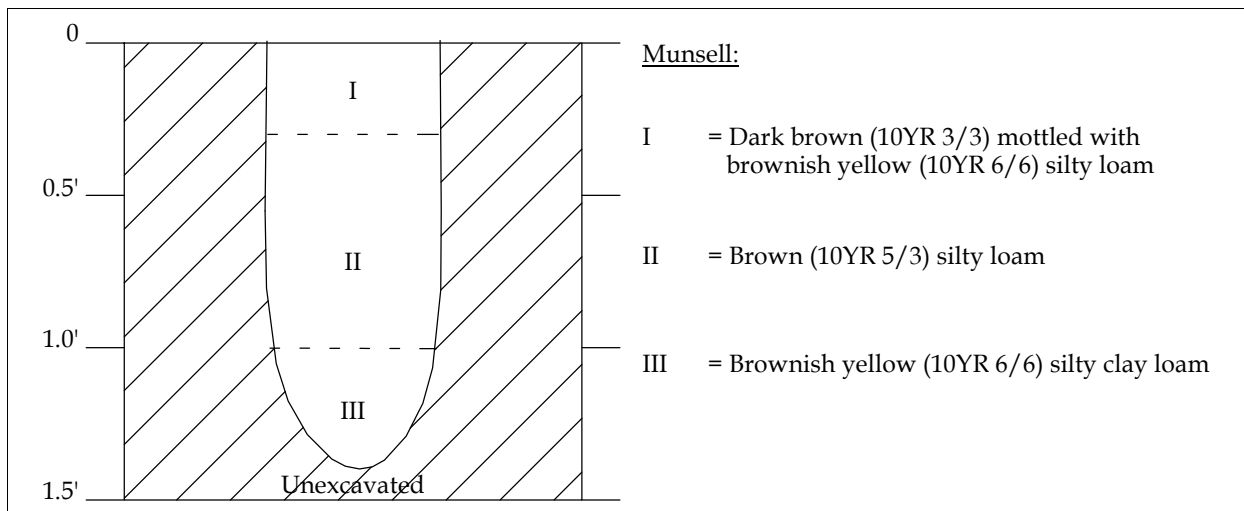 0
0.5'
1.0'
1.5'
I
II
III
Unexcavated
Munsell:
I = Dark brown (10YR 3/3) mottled with
brownish yellow (10YR 6/6) silty loam
II = Brown (10YR 5/3) silty loam
III = Brownish yellow (10YR 6/6) silty clay loam